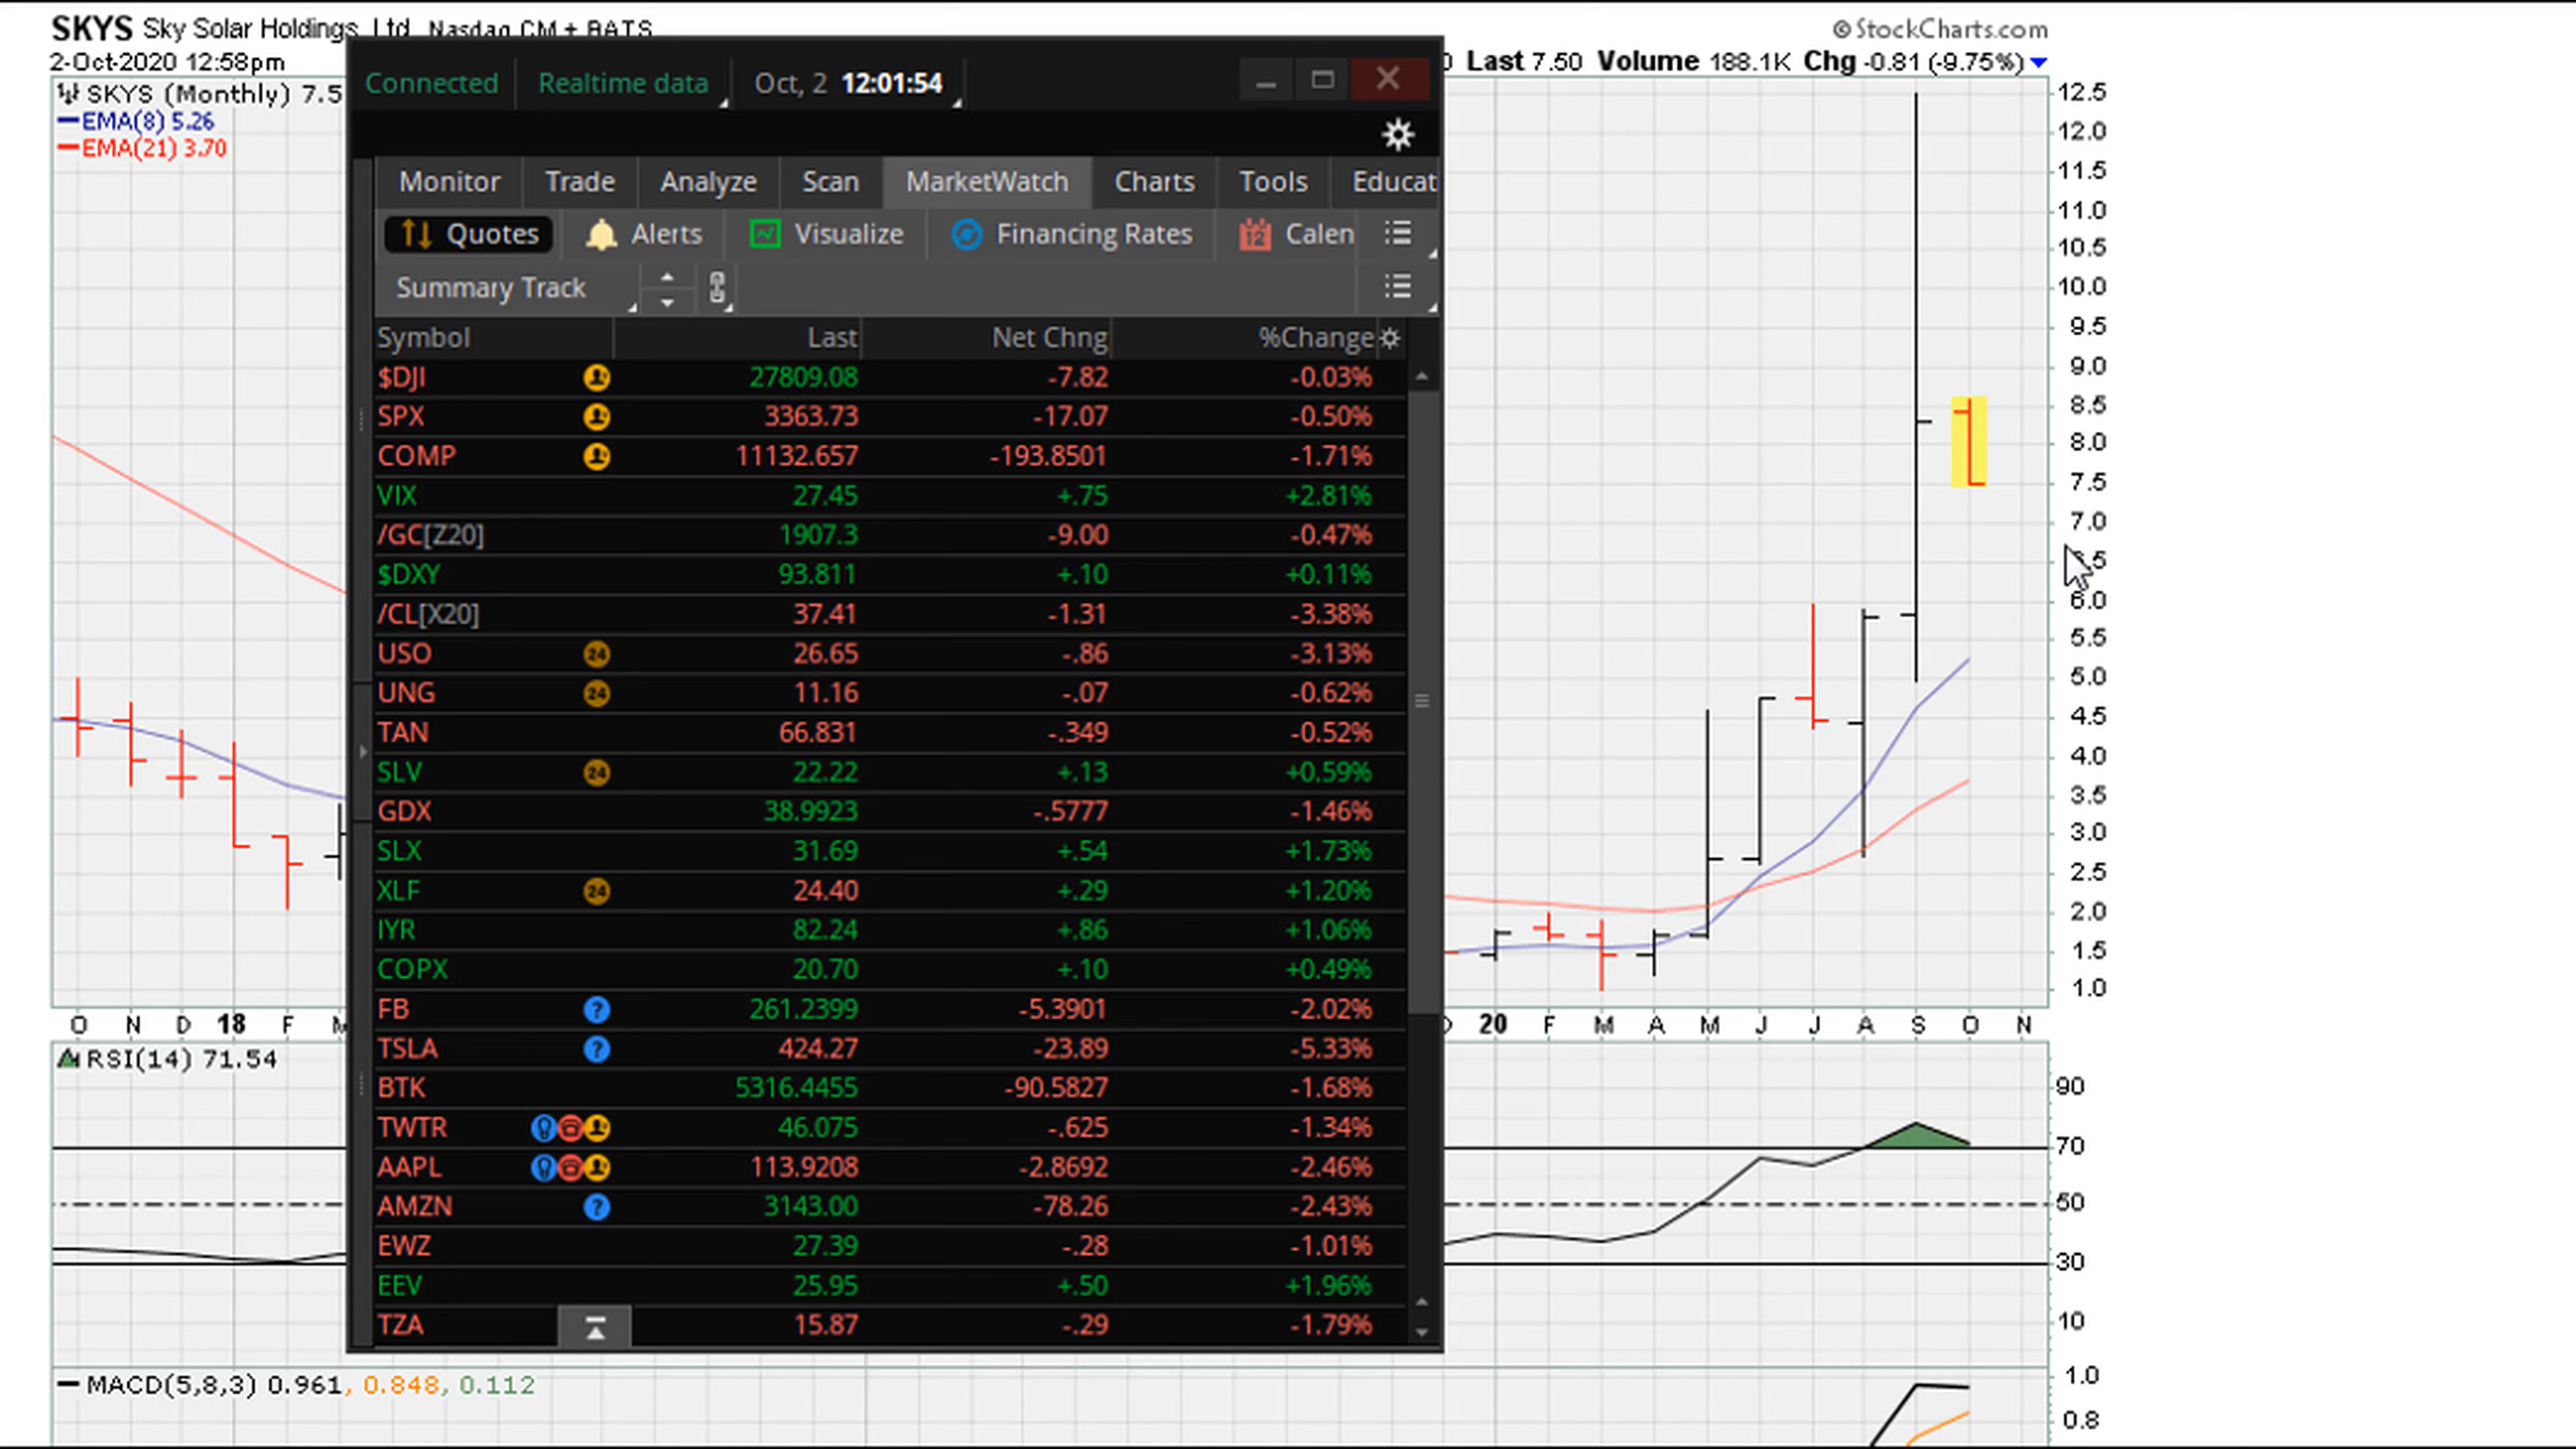 SKYS Sky Solar Holdings, Ltd. Nasdaq CM + BATS
© StockCharts.com
2-Oct-2020 12:58pm
Last 7.50 Volume 188.1K Chg -0.81 (-9.75%)
SKYS (Monthly) 7.5
EMA(8) 5.26
EMA(21) 3.70
Connected Realtime data Oct, 2 12:01:54
Monitor Trade Analyze Scan MarketWatch Charts Tools Educat
Quotes Alerts Visualize Financing Rates 12 Calen
Summary Track
Symbol Last Net Chng %Change
$DJI 27809.08 -7.82 -0.03%
SPX 3363.73 -17.07 -0.50%
COMP 11132.657 -193.8501 -1.71%
VIX 27.45 +.75 +2.81%
/GC[Z20] 1907.3 -9.00 -0.47%
$DXY 93.811 +.10 +0.11%
/CL[X20] 37.41 -1.31 -3.38%
USO 24 26.65 -.86 -3.13%
UNG 24 11.16 -.07 -0.62%
TAN 66.831 -.349 -0.52%
SLV 24 22.22 +.13 +0.59%
GDX 38.9923 -.5777 -1.46%
SLX 31.69 +.54 +1.73%
XLF 24 24.40 +.29 +1.20%
IYR 82.24 +.86 +1.06%
COPX 20.70 +.10 +0.49%
FB ? 261.2399 -5.3901 -2.02%
TSLA ? 424.27 -23.89 -5.33%
BTK 5316.4455 -90.5827 -1.68%
TWTR 46.075 -.625 -1.34%
AAPL 113.9208 -2.8692 -2.46%
AMZN ? 3143.00 -78.26 -2.43%
EWZ 27.39 -.28 -1.01%
EEV 25.95 +.50 +1.96%
TZA 15.87 -.29 -1.79%
12.5
12.0
11.5
11.0
10.5
10.0
9.5
9.0
8.5
8.0
7.5
7.0
6.0
5.5
5.0
4.5
4.0
3.5
3.0
2.5
2.0
1.5
1.0
O N D 18 F M
20 F M A M J J A S O N
RSI(14) 71.54
90
70
50
30
10
MACD(5,8,3) 0.961, 0.848, 0.112
1.0
0.8